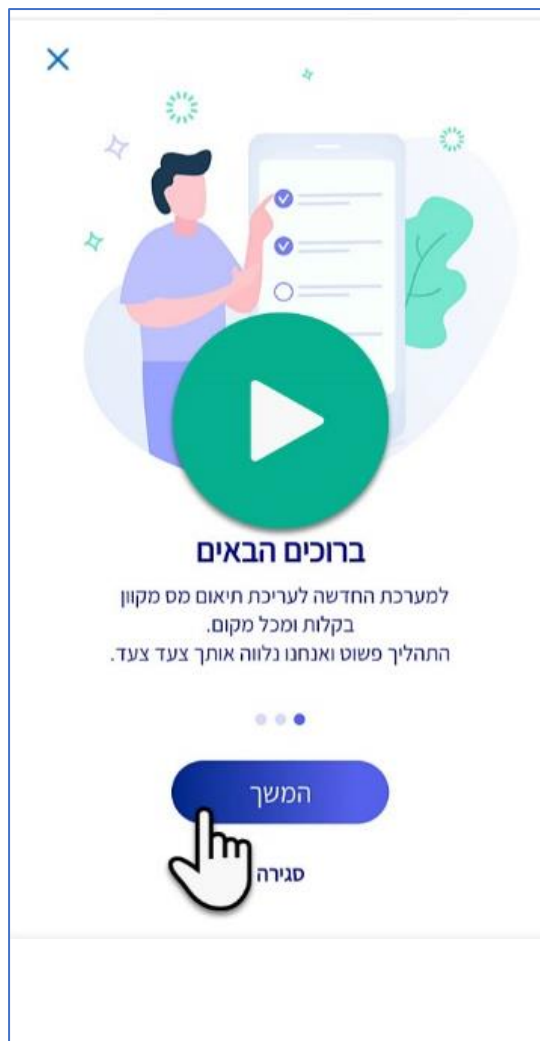 ברוכים הבאים
למערכת החדשה לעריכת תיאום מס מקוון
בקלות ומכל מקום.
התהליך פשוט ואנחנו נלווה אותך צעד צעד.
המשך
סגירה